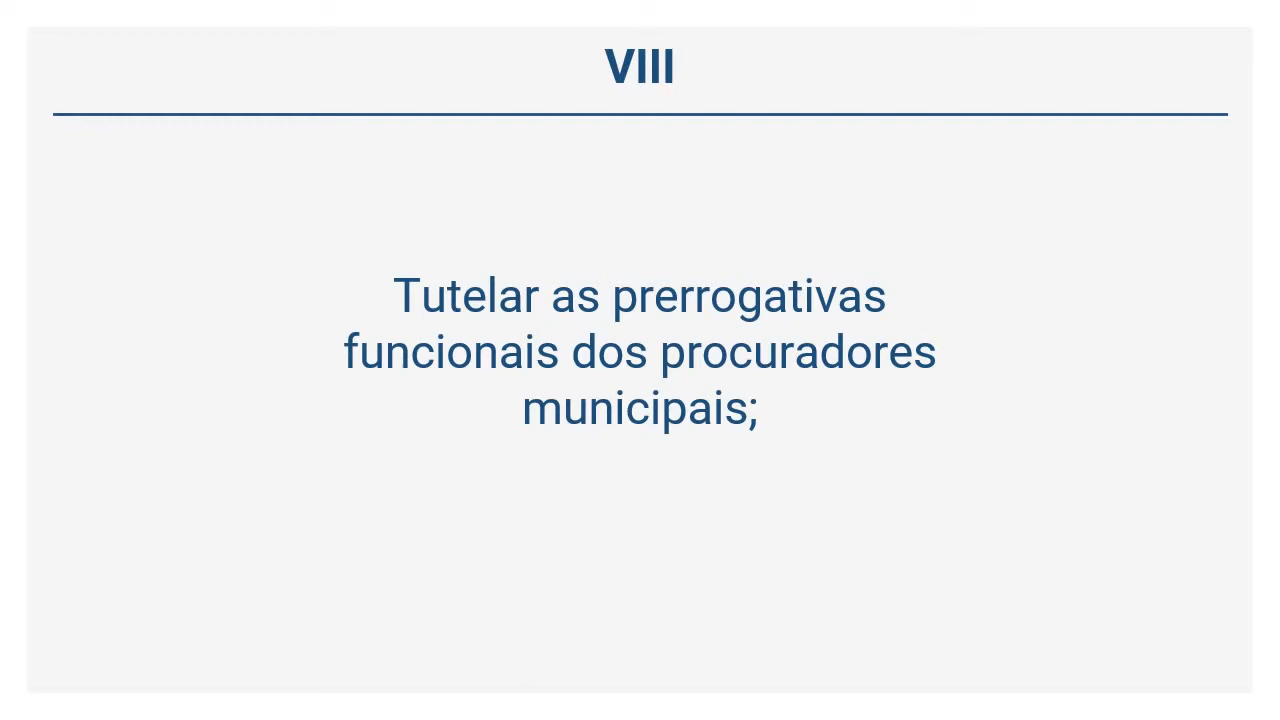 VIII
Tutelar as prerrogativas
funcionais dos procuradores
municipais;